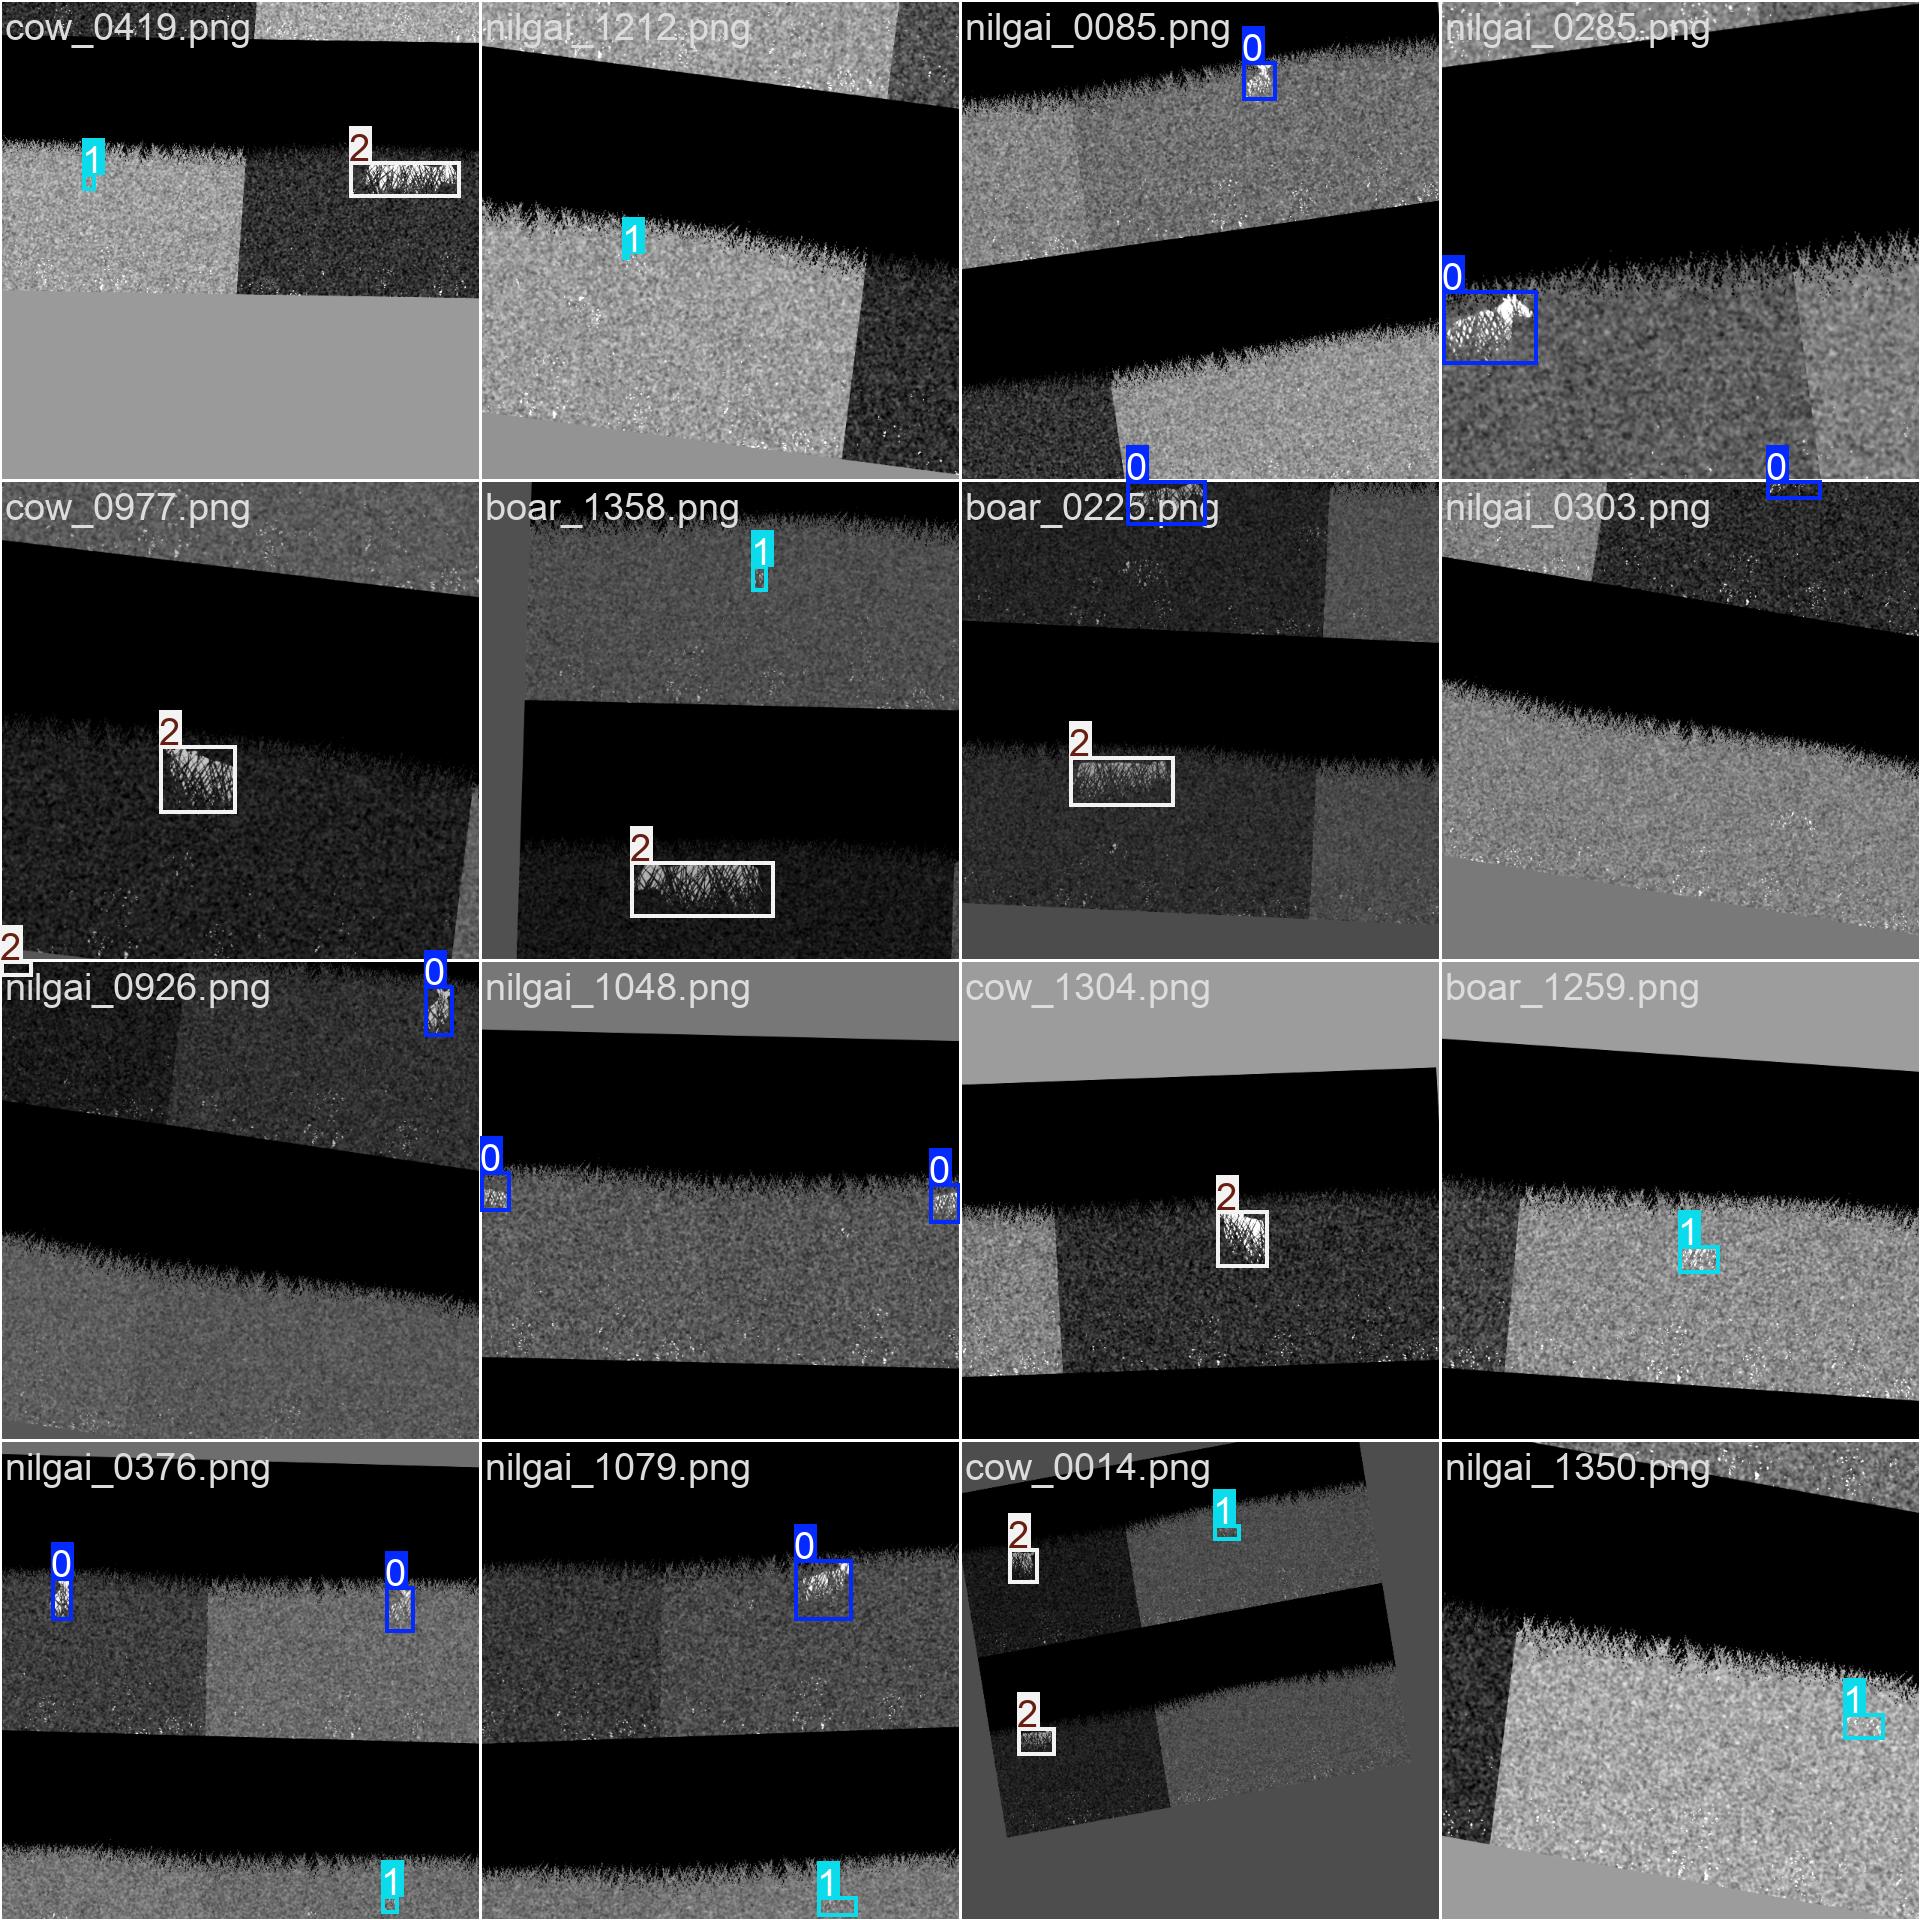 cow_0419.png
nilgai_1212.png
nilgai_0085.png
nilgai_0285.png
0
1
2
1
0
0
0
cow_0977.png
boar_1358.png
boar_0225.png
nilgai_0303.png
1
2
2
2
2
0
nilgai_0926.png
nilgai_1048.png
cow_1304.png
boar_1259.png
0
0
2
1
nilgai_0376.png
nilgai_1079.png
cow_0014.png
nilgai_1350.png
0
0
0
2
1
2
1
1
1